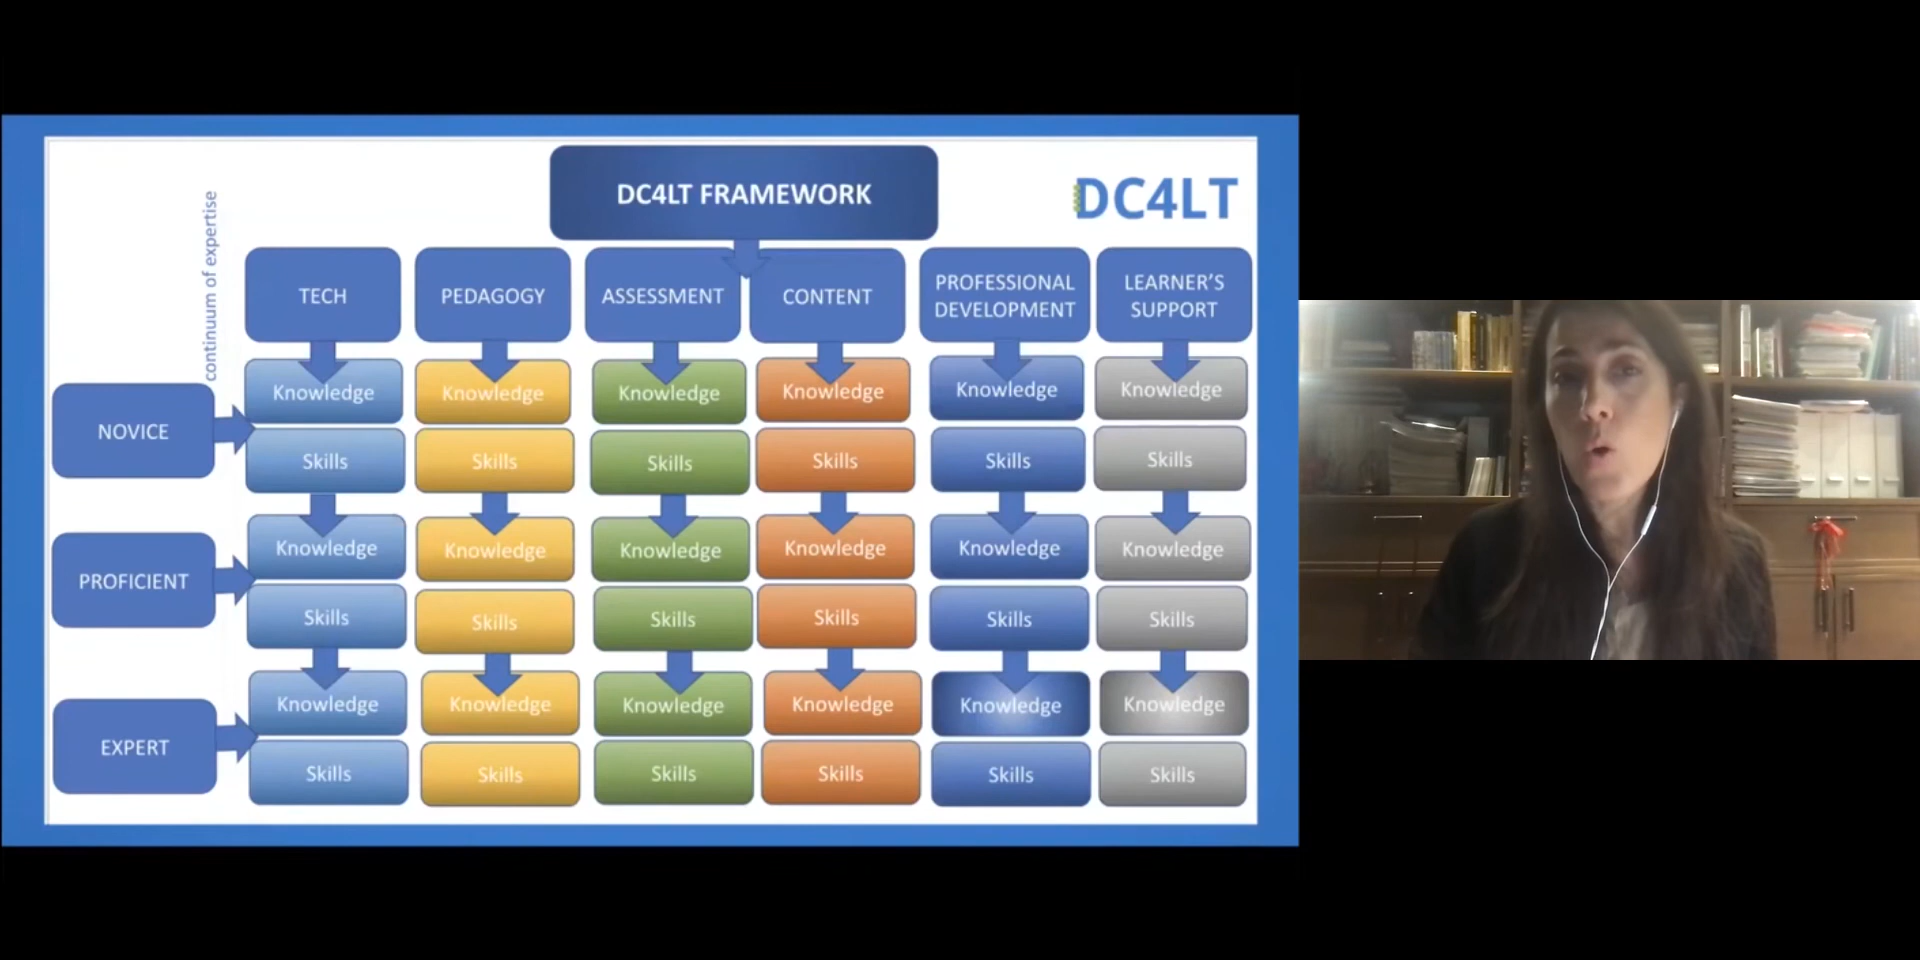 DC4LT FRAMEWORK
DC4LT
continuum of expertise
TECH
PEDAGOGY
ASSESSMENT
CONTENT
PROFESSIONAL
DEVELOPMENT
LEARNER'S
SUPPORT
NOVICE
Knowledge
Knowledge
Knowledge
Knowledge
Knowledge
Knowledge
Skills
Skills
Skills
Skills
Skills
Skills
PROFICIENT
Knowledge
Knowledge
Knowledge
Knowledge
Knowledge
Knowledge
Skills
Skills
Skills
Skills
Skills
Skills
EXPERT
Knowledge
Knowledge
Knowledge
Knowledge
Knowledge
Knowledge
Skills
Skills
Skills
Skills
Skills
Skills